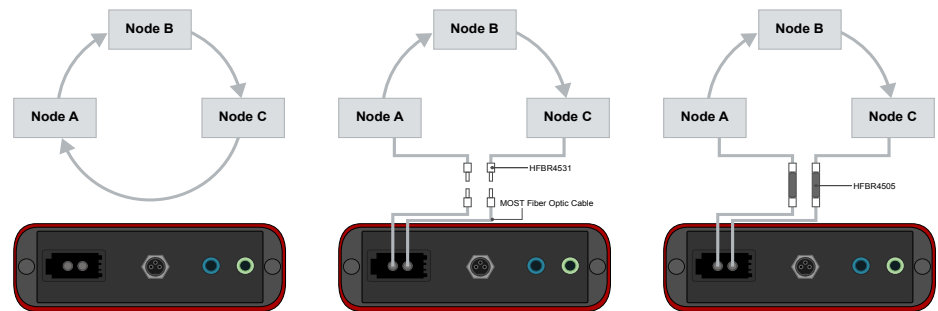 Node B
Node A
Node C
Node B
Node A
Node C
HFBR4531
MOST Fiber Optic Cable
Node B
Node A
Node C
HFBR4505